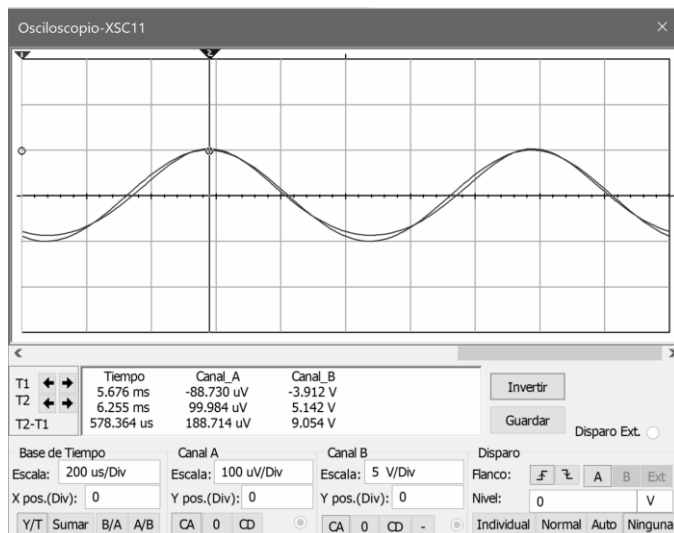 Osciloscopio-XSC11 ×
1 2
Tiempo Canal_A Canal_B
T1 5.676 ms -88.730 uV -3.912 V
T2 6.255 ms 99.984 uV 5.142 V
T2-T1 578.364 us 188.714 uV 9.054 V
Invertir
Guardar
Disparo Ext.
Base de Tiempo
Escala: 200 us/Div
X pos.(Div): 0
Y/T Sumar B/A A/B
Canal A
Escala: 100 uV/Div
Y pos.(Div): 0
CA 0 CD
Canal B
Escala: 5 V/Div
Y pos.(Div): 0
CA 0 CD -
Disparo
Flanco: A B Ext
Nivel: 0 V
Individual Normal Auto Ninguna